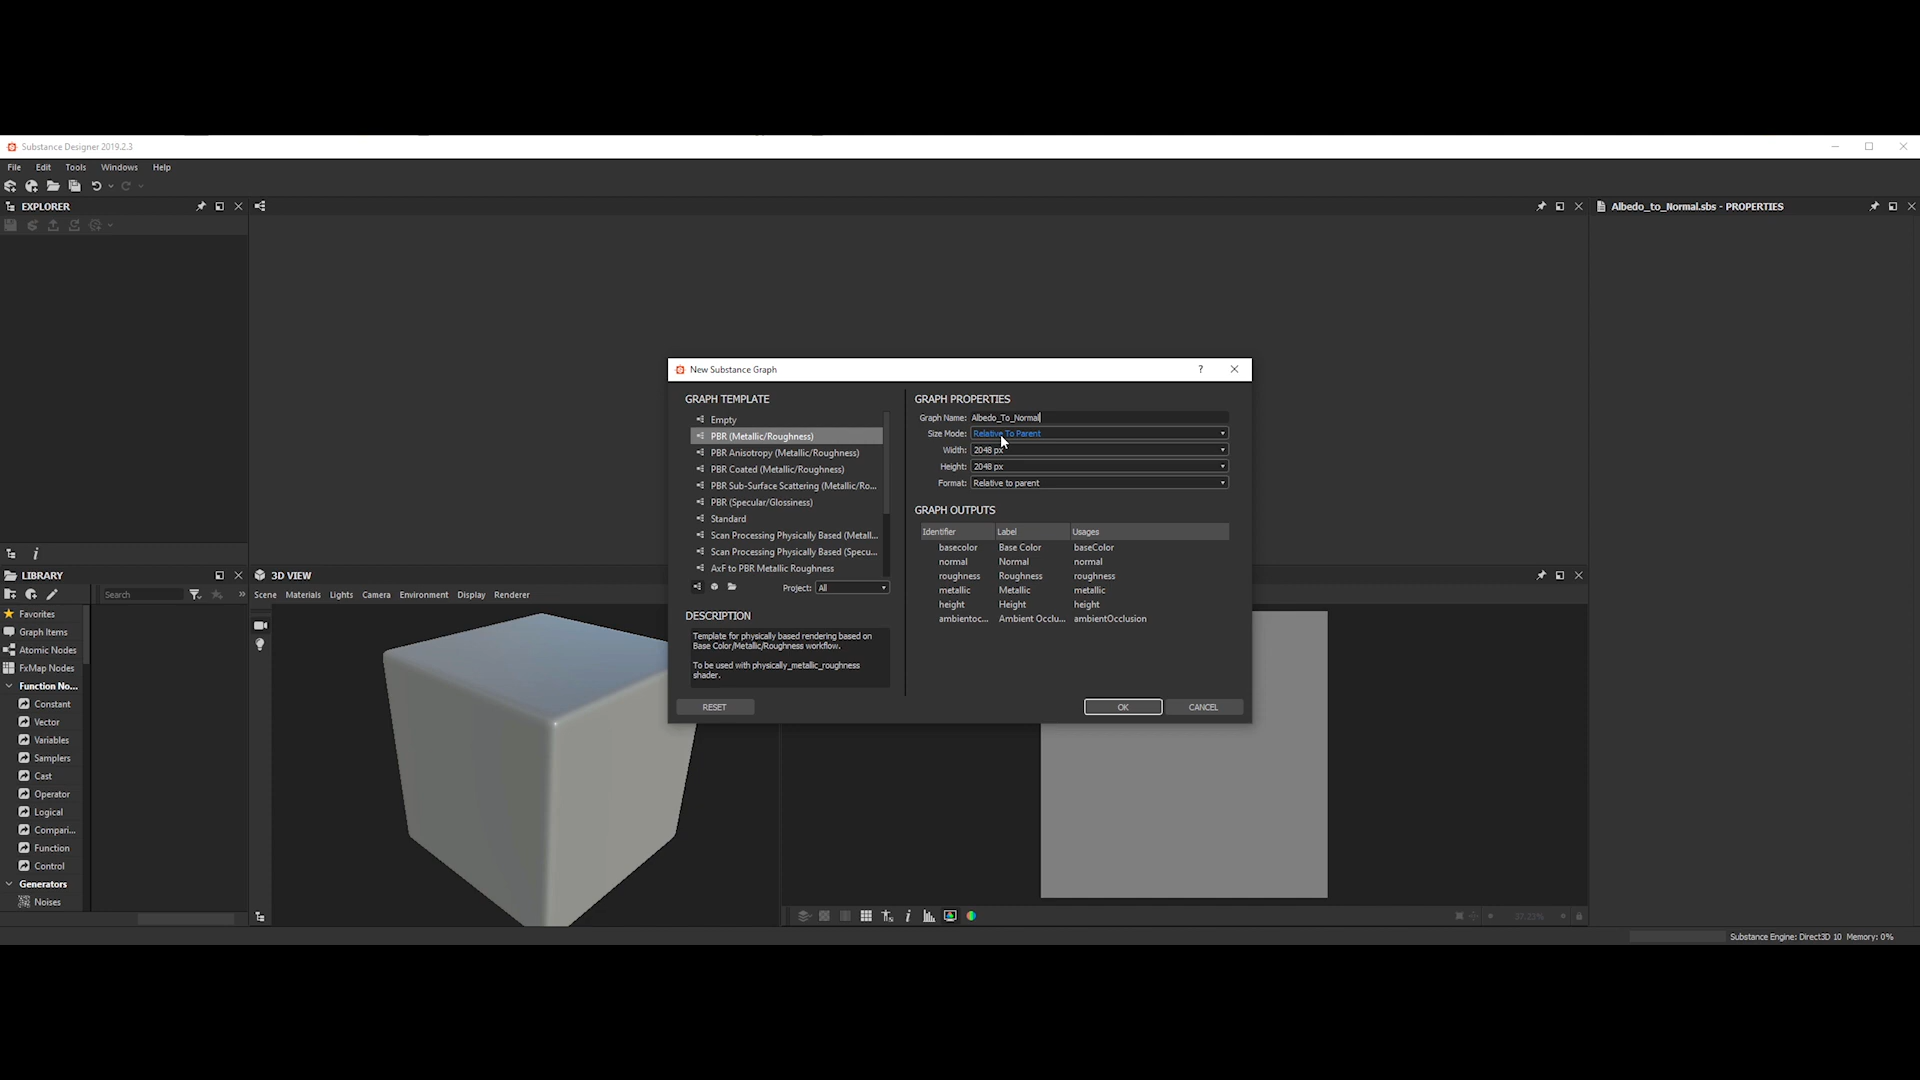 Substance Designer 2019.2.3
File Edit Tools Windows Help
EXPLORER
Albedo_to_Normal.sbs - PROPERTIES
New Substance Graph
?
GRAPH TEMPLATE
Empty
PBR (Metallic/Roughness)
PBR Anisotropy (Metallic/Roughness)
PBR Coated (Metallic/Roughness)
PBR Sub-Surface Scattering (Metallic/Ro...
PBR (Specular/Glossiness)
Standard
Scan Processing Physically Based (Metall...
Scan Processing Physically Based (Specu...
AxF to PBR Metallic Roughness
Project: All
DESCRIPTION
Template for physically based rendering based on
Base Color/Metallic/Roughness workflow.
To be used with physically_metallic_roughness
shader.
RESET
GRAPH PROPERTIES
Graph Name: Albedo_To_Normal
Size Mode: Relative To Parent
Width: 2048 px
Height: 2048 px
Format: Relative to parent
GRAPH OUTPUTS
Identifier Label Usages
basecolor Base Color baseColor
normal Normal normal
roughness Roughness roughness
metallic Metallic metallic
height Height height
ambientoc... Ambient Occlu... ambientOcclusion
OK CANCEL
LIBRARY
Search
Favorites
Graph Items
Atomic Nodes
FxMap Nodes
Function No...
Constant
Vector
Variables
Samplers
Cast
Operator
Logical
Compari...
Function
Control
Generators
Noises
3D VIEW
Scene Materials Lights Camera Environment Display Renderer
37.23%
Substance Engine: Direct3D 10 Memory: 0%